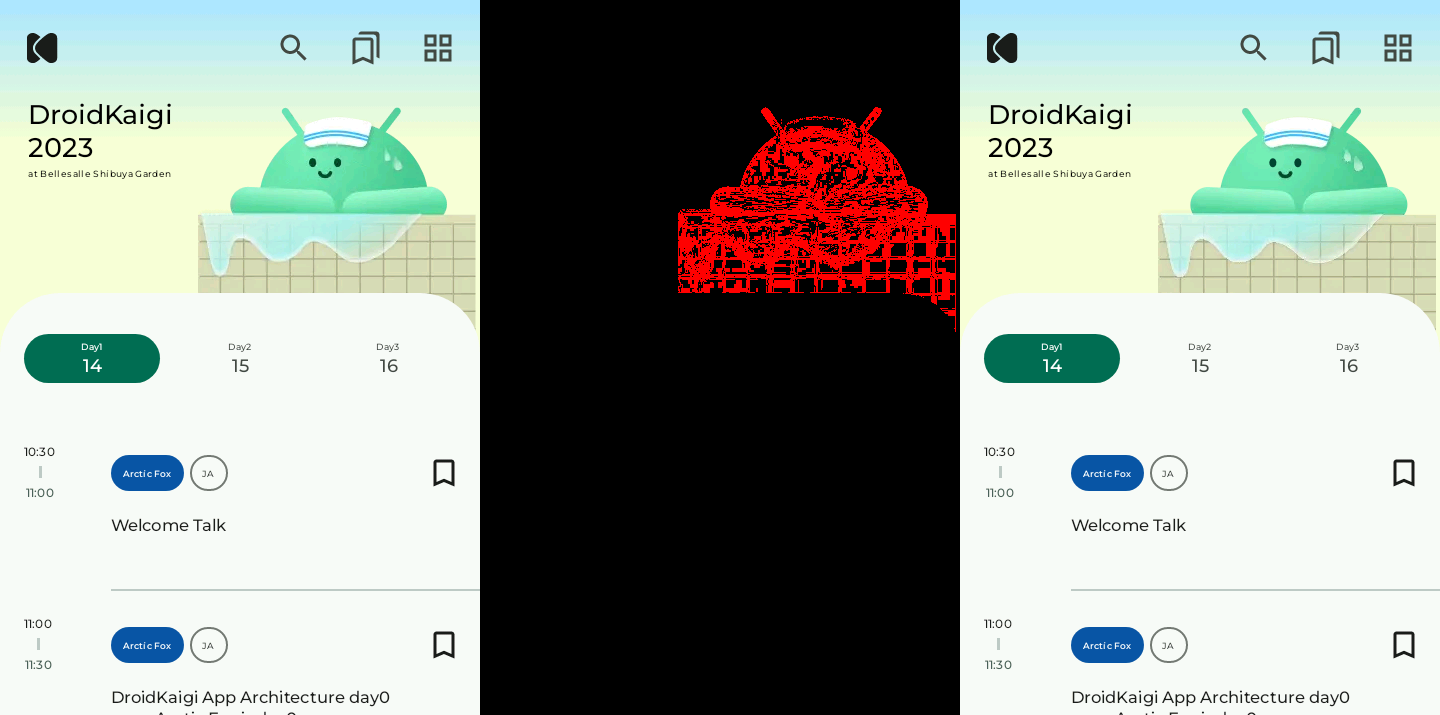 DroidKaigi
2023
at Bellesalle Shibuya Garden
Day1
14
Day2
15
Day3
16
10:30
11:00
Arctic Fox
JA
Welcome Talk
11:00
11:30
Arctic Fox
JA
DroidKaigi App Architecture day0
DroidKaigi
2023
at Bellesalle Shibuya Garden
Day1
14
Day2
15
Day3
16
10:30
11:00
Arctic Fox
JA
Welcome Talk
11:00
11:30
Arctic Fox
JA
DroidKaigi App Architecture day0